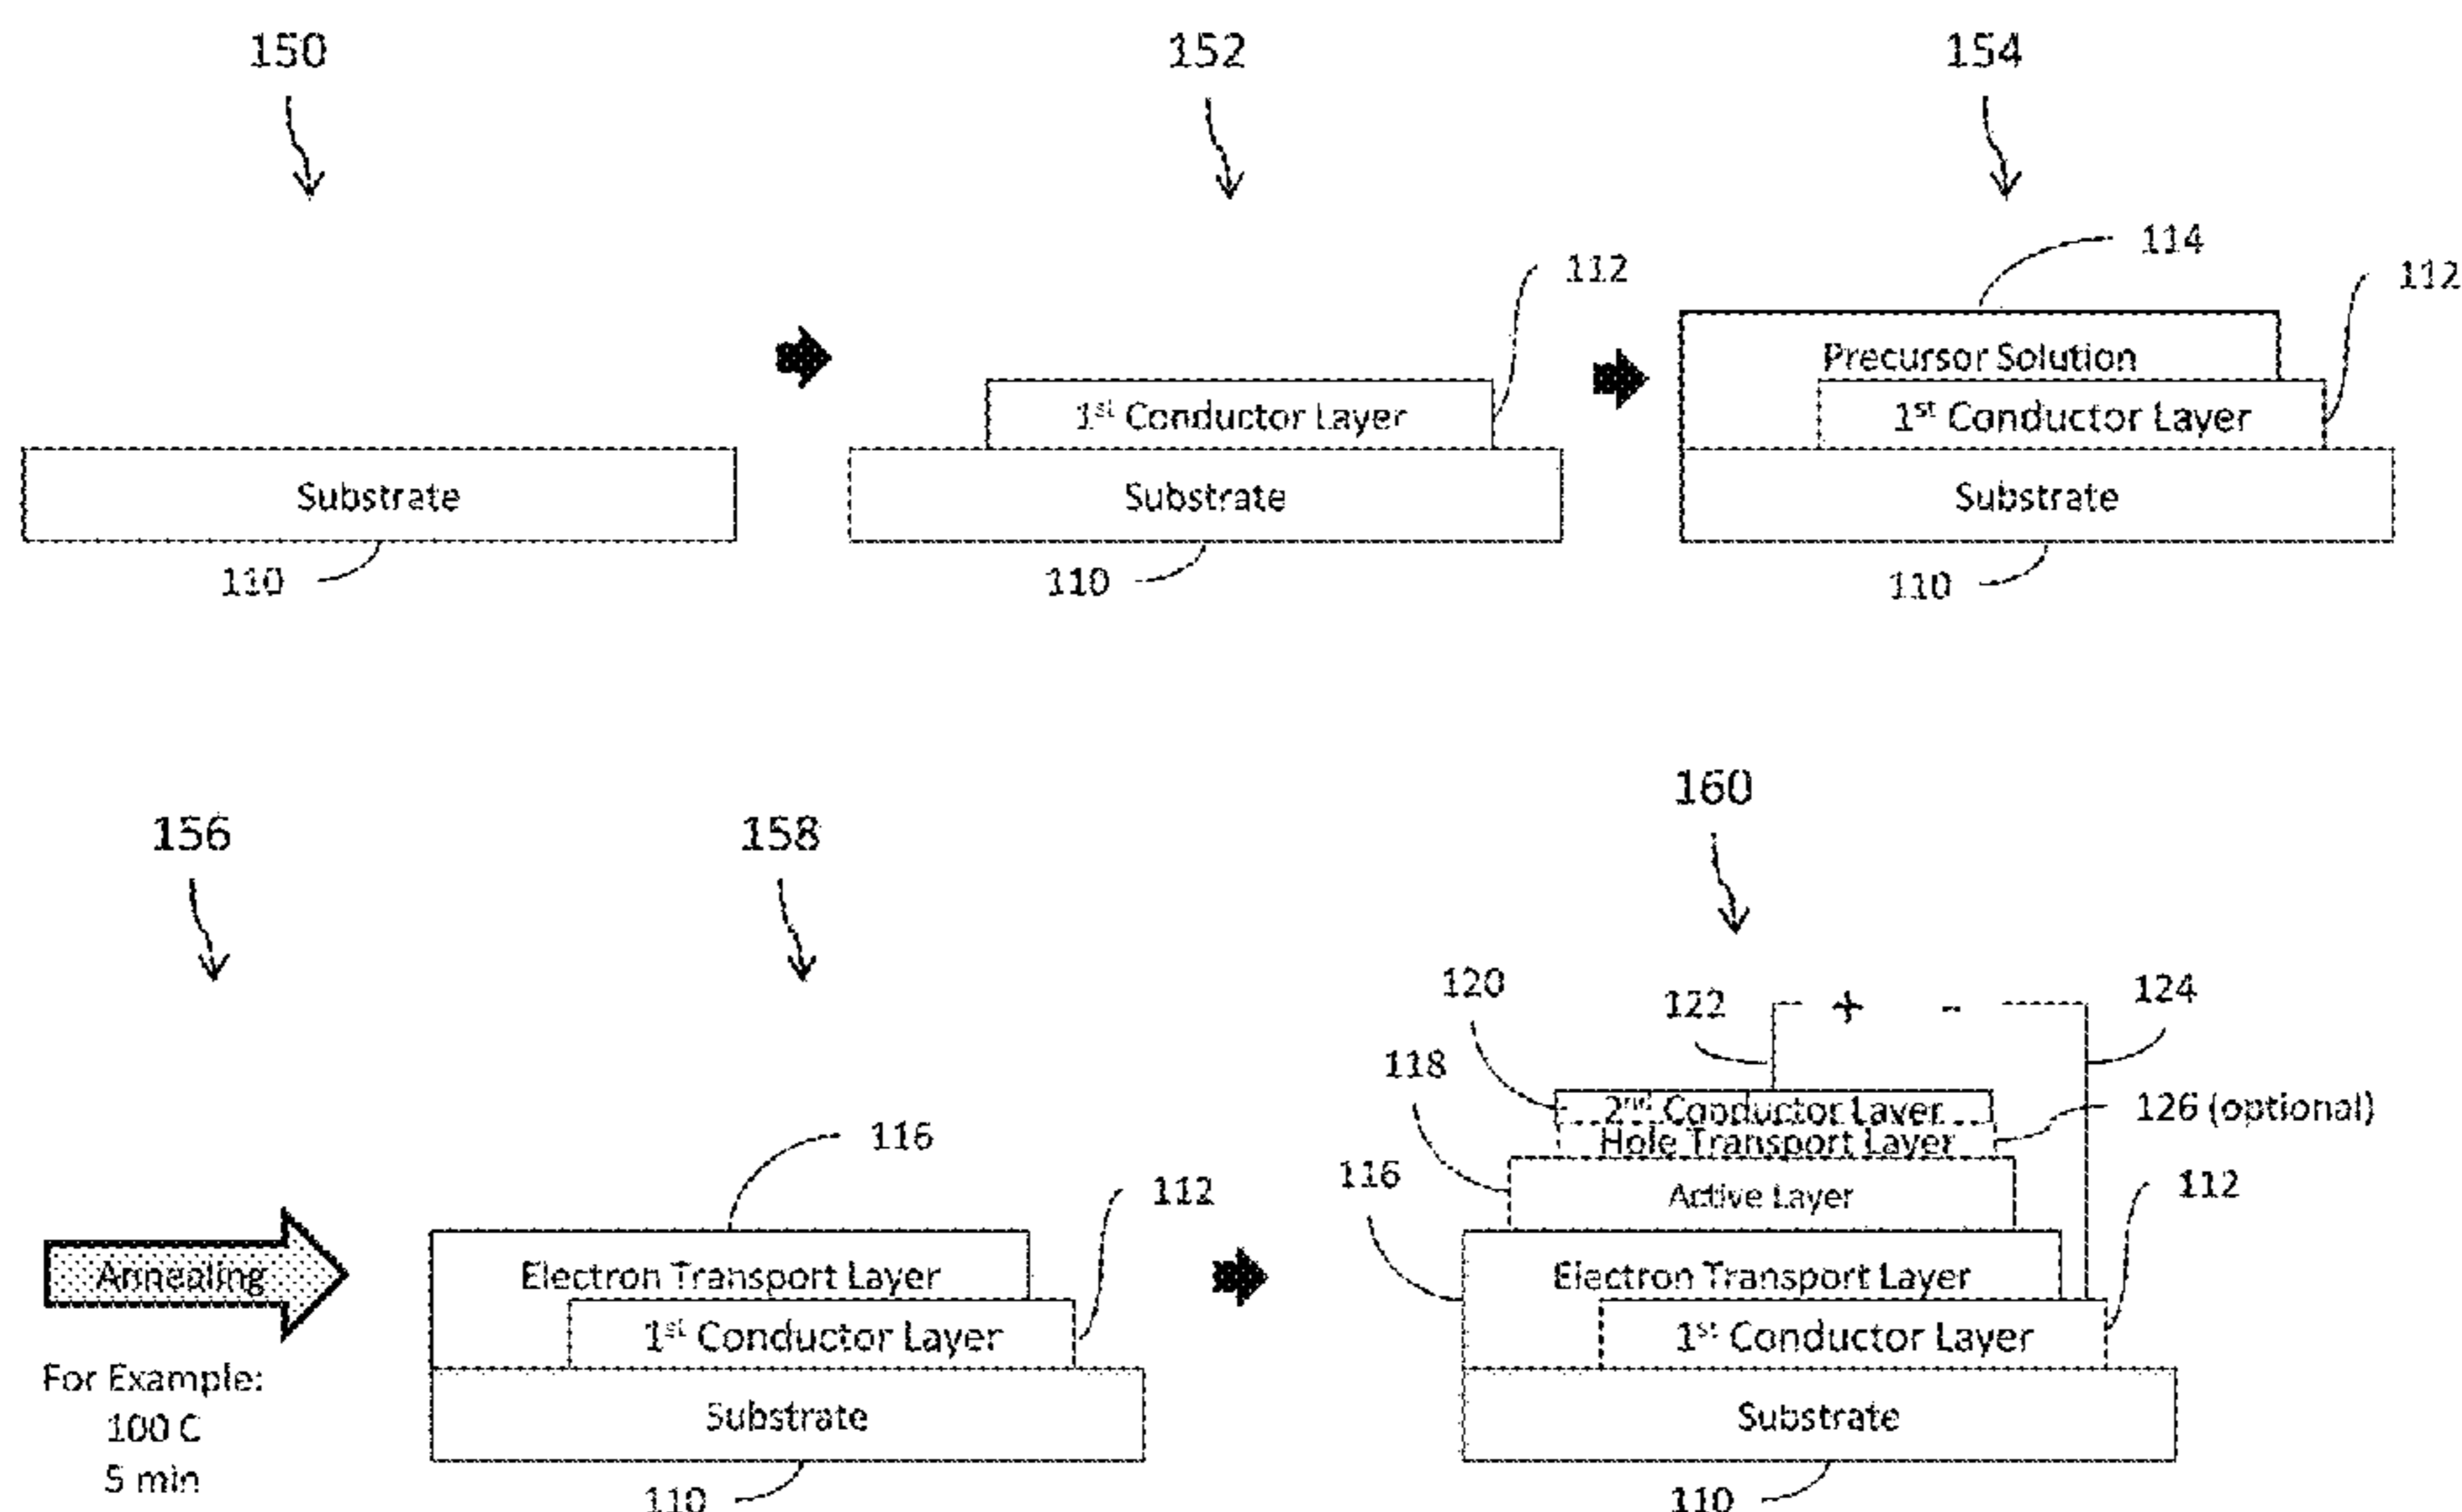 150
152
154
114
112
112
Precursor Solution
1st Conductor Layer
1st Conductor Layer
Substrate
Substrate
Substrate
110
110
110
160
156
158
120
122
+
-
124
118
2nd Conductor Layer
126 (optional)
Hole Transport Layer
116
116
112
112
Active Layer
Annealing
Electron Transport Layer
Electron Transport Layer
1st Conductor Layer
1st Conductor Layer
For Example:
100 C
5 min
Substrate
Substrate
110
110